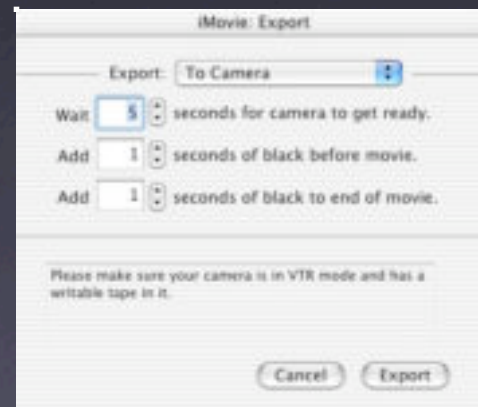 iMovie: Export
Export: To Camera
Wait 5 seconds for camera to get ready.
Add 1 seconds of black before movie.
Add 1 seconds of black to end of movie.
Please make sure your camera is in VTR mode and has a
writable tape in it.
Cancel Export